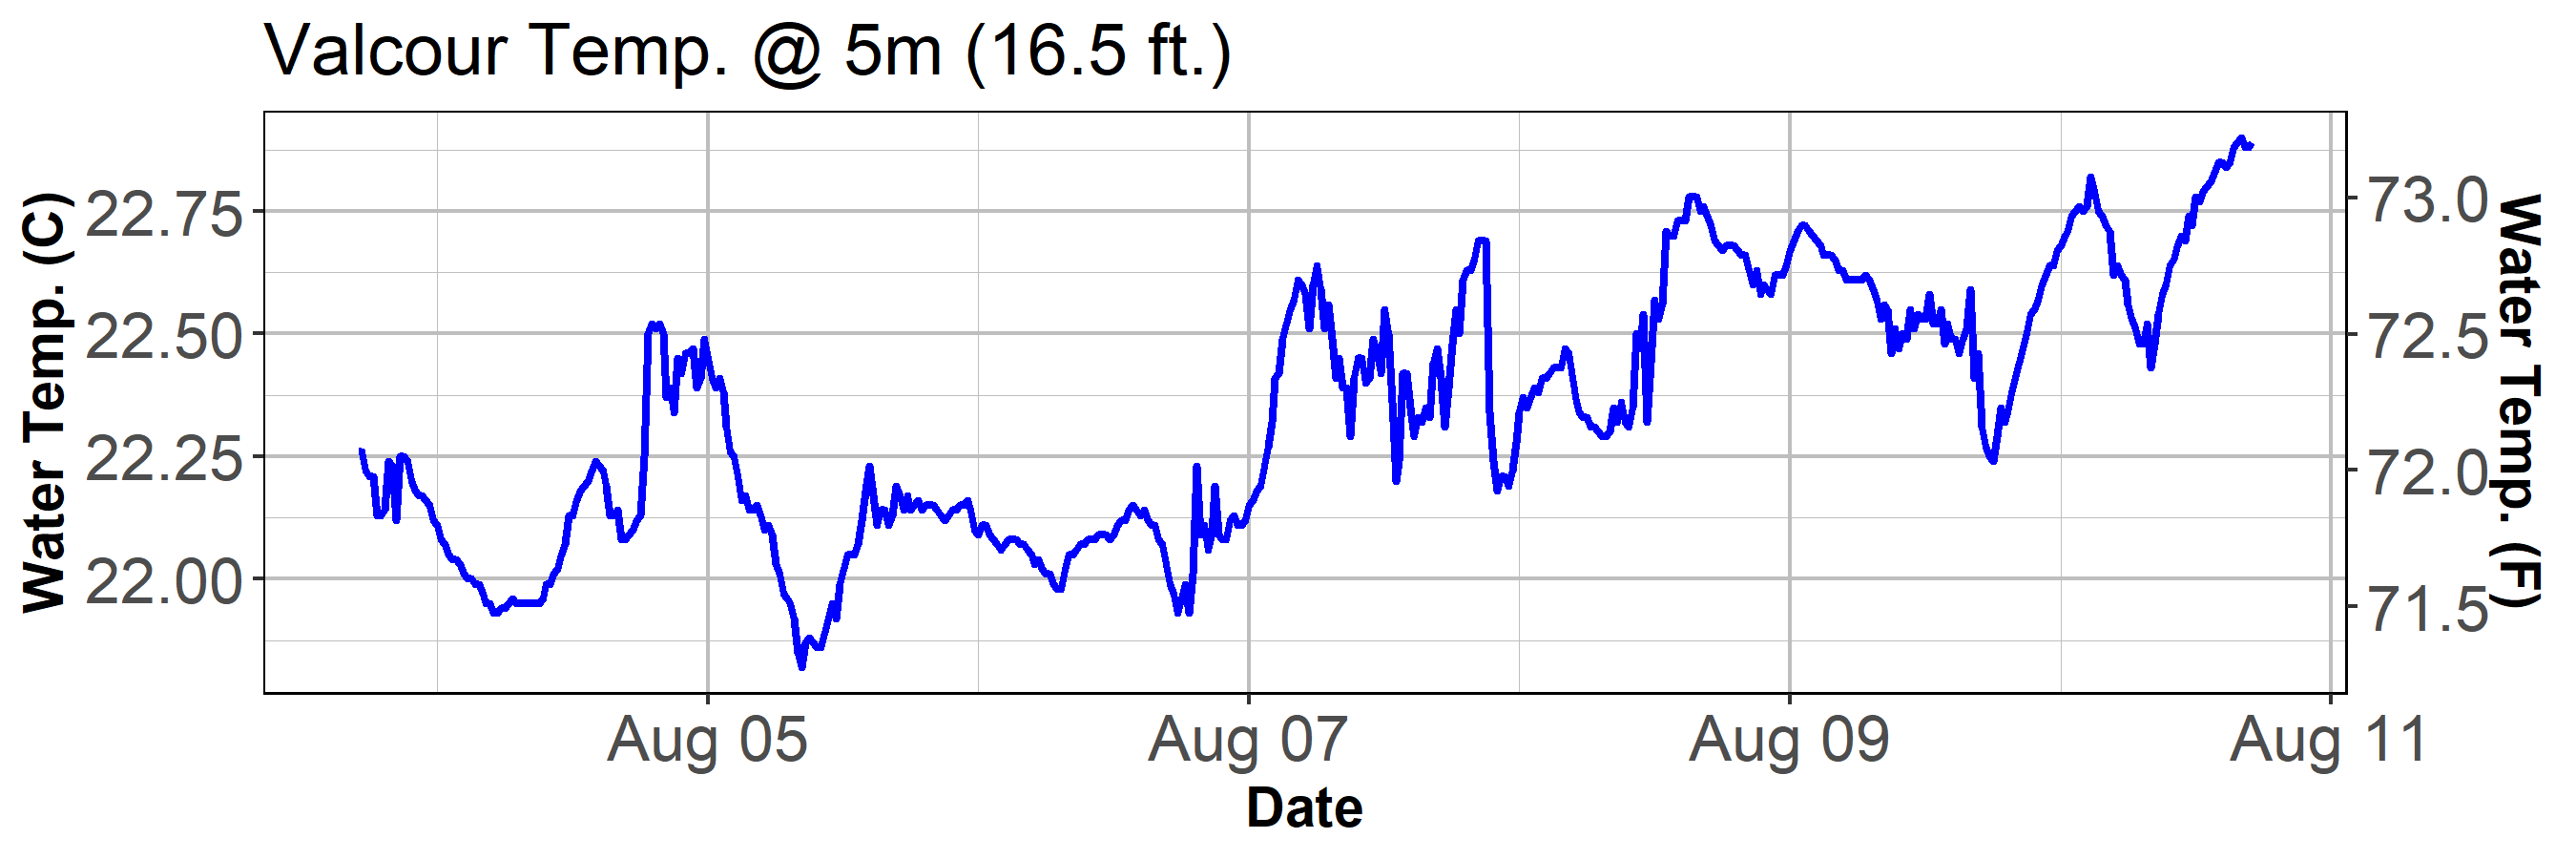 Valcour Temp. @ 5m (16.5 ft.)
Water Temp. (C)
22.75
22.50
22.25
22.00
73.0
72.5
72.0
71.5
Water Temp. (F)
Aug 05
Aug 07
Aug 09
Aug 11
Date